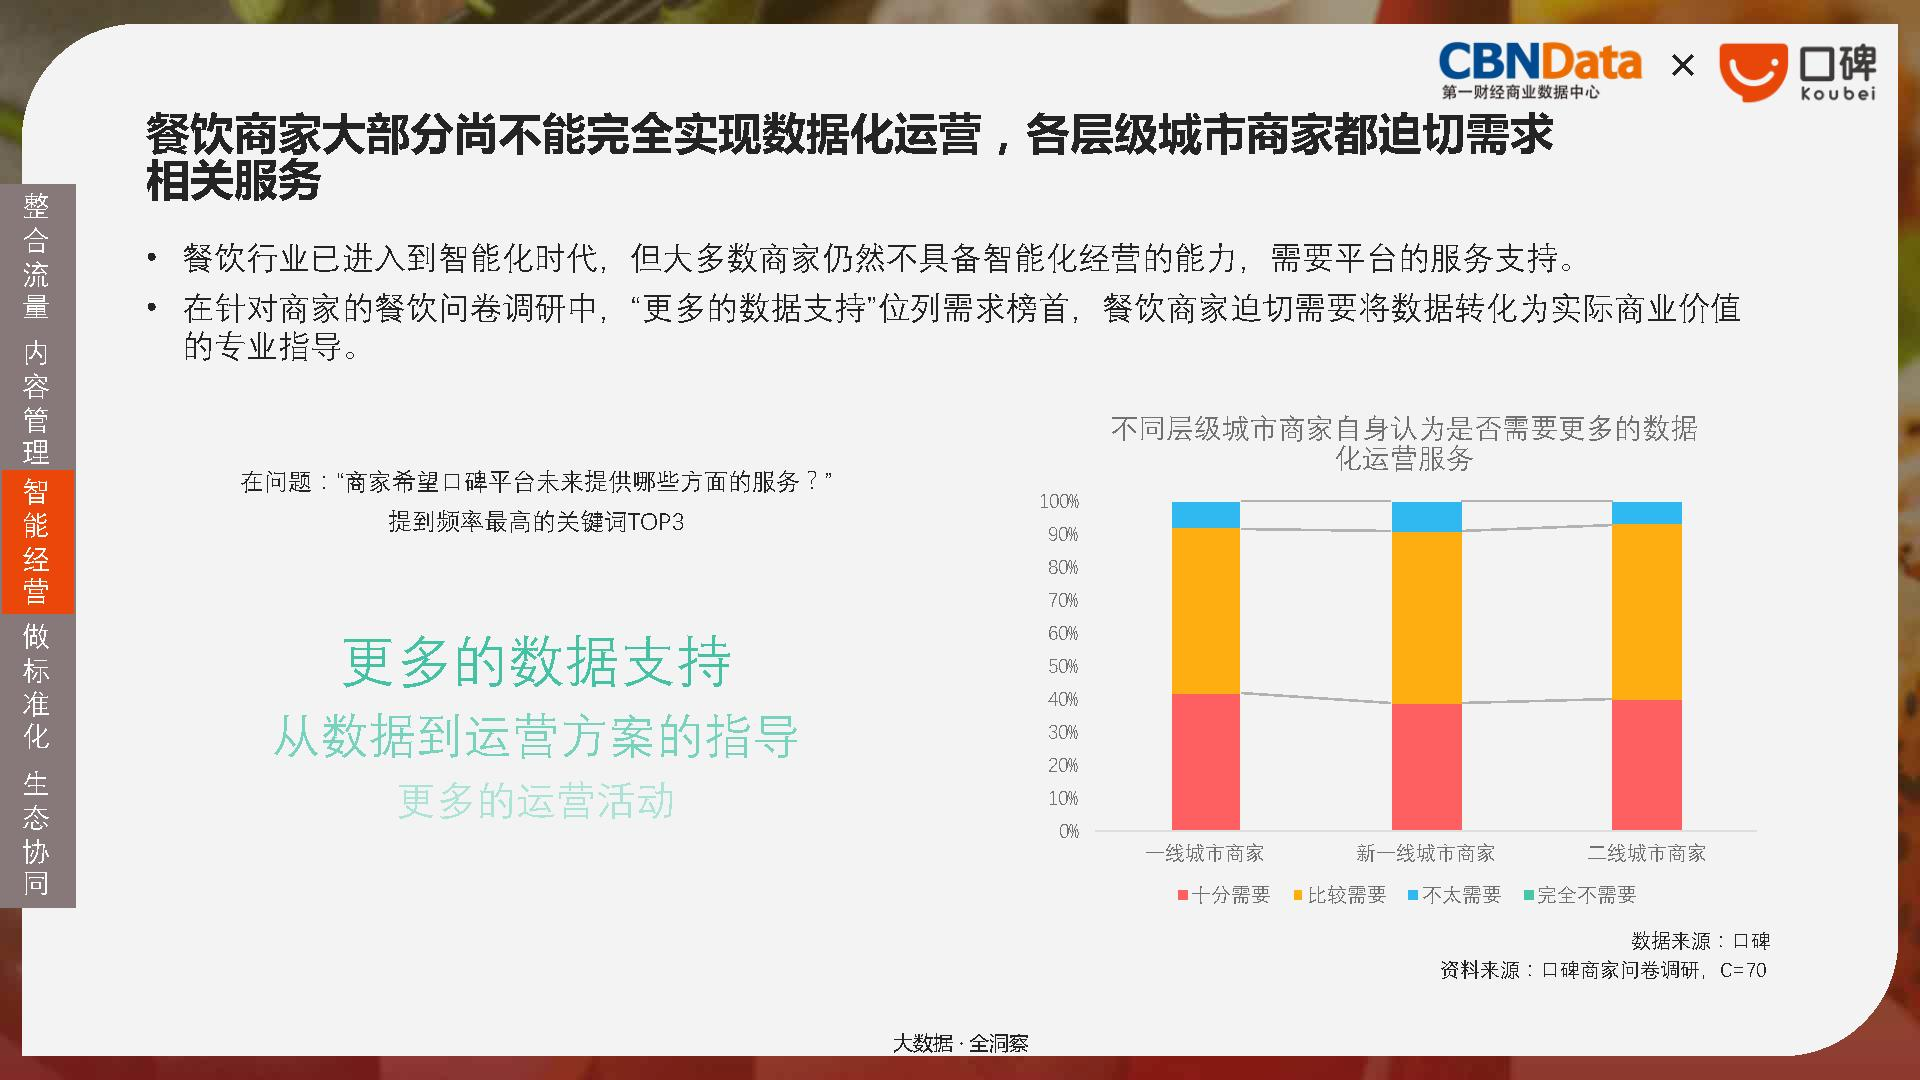 CBNData
第一财经商业数据中心
×
口碑
Koubei
餐饮商家大部分尚不能完全实现数据化运营，各层级城市商家都迫切需求
相关服务
整合流量
内容管理
智能经营
做标准化
生态协同
• 餐饮行业已进入到智能化时代，但大多数商家仍然不具备智能化经营的能力，需要平台的服务支持。
• 在针对商家的餐饮问卷调研中，“更多的数据支持”位列需求榜首，餐饮商家迫切需要将数据转化为实际商业价值
的专业指导。
在问题：“商家希望口碑平台未来提供哪些方面的服务？”
提到频率最高的关键词TOP3
更多的数据支持
从数据到运营方案的指导
更多的运营活动
不同层级城市商家自身认为是否需要更多的数据
化运营服务
100%
90%
80%
70%
60%
50%
40%
30%
20%
10%
0%
一线城市商家 新一线城市商家 二线城市商家
十分需要 比较需要 不太需要 完全不需要
数据来源：口碑
资料来源：口碑商家问卷调研，C=70
大数据·全洞察